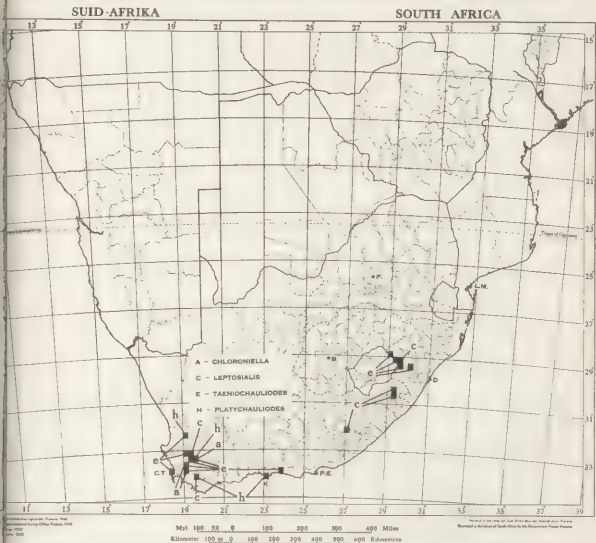 SUID-AFRIKA SOUTH AFRICA
13 15 17 19 21 23 25 27 29 31 33 35
15
17
19
21
23
25
27
29
31
33
P.
L.M.
B
D
A - CHLORONIELLA
C - LEPTOSIALIS
E - TAENIOCHAULIODES
H - PLATYCHAULIODES
c
e
c
h
c
h
a
e
e
C.T
a
c
h
K
P.E.
11 13 15 17 19 21 23 25 27 29 31 33 35 37 39
Myl 100 50 0 100 200 300 400 Miles
Kilometer 100 50 0 100 200 300 400 500 600 Kilometres